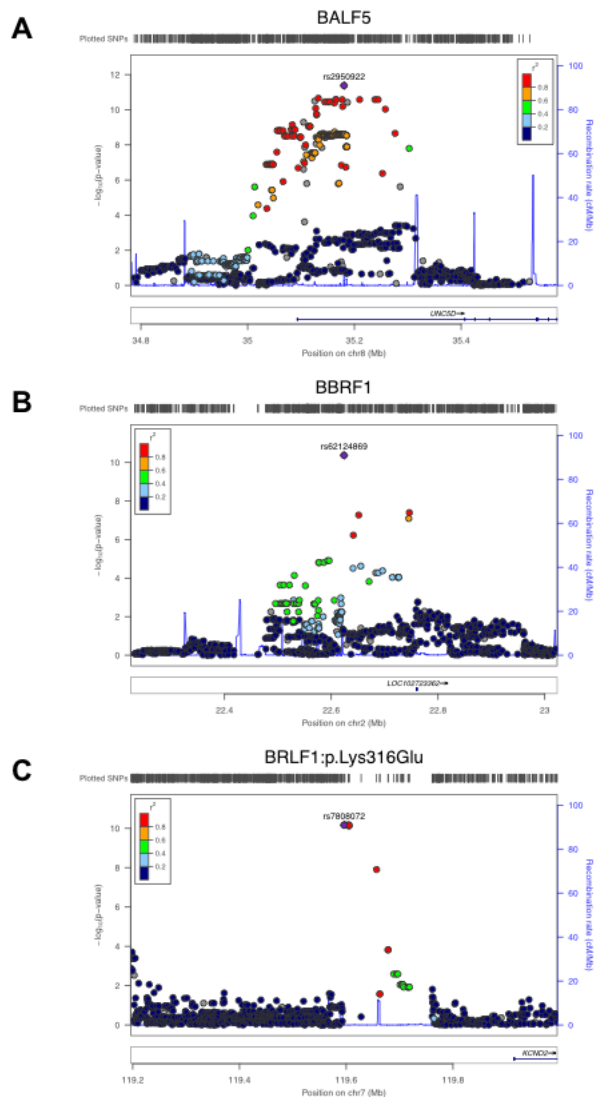 A
BALF5
Plotted SNPs
rs2950922
r²
0.8
0.6
0.4
0.2
12
10
8
6
4
2
0
−log₁₀(p-value)
100
80
60
40
20
0
Recombination rate (cM/Mb)
UNC5D→
34.8 35 35.2 35.4
Position on chr8 (Mb)
B
BBRF1
Plotted SNPs
rs62124869
r²
0.8
0.6
0.4
0.2
10
8
6
4
2
0
−log₁₀(p-value)
100
80
60
40
20
0
Recombination rate (cM/Mb)
LOC102723362→
22.4 22.6 22.8 23
Position on chr2 (Mb)
C
BRLF1:p.Lys316Glu
Plotted SNPs
rs7808072
r²
0.8
0.6
0.4
0.2
10
8
6
4
2
0
−log₁₀(p-value)
100
80
60
40
20
0
Recombination rate (cM/Mb)
KCND2→
119.2 119.4 119.6 119.8
Position on chr7 (Mb)